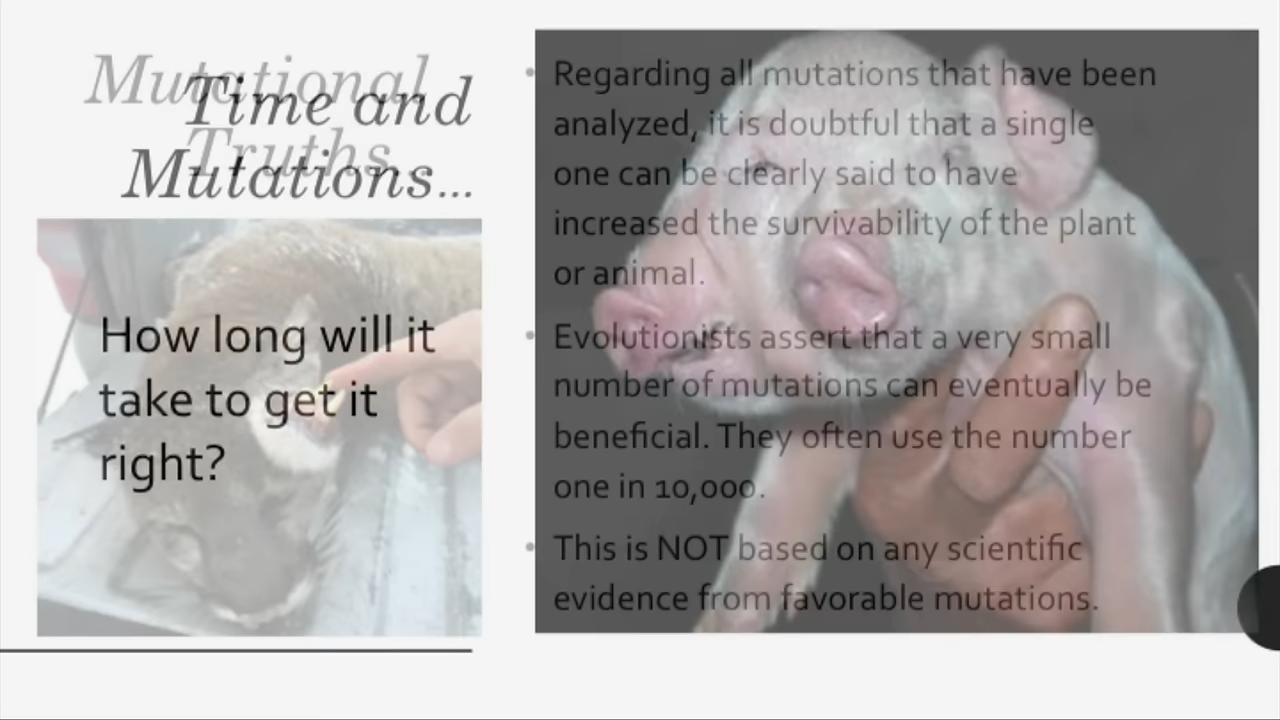 Mutational
Truths...
Time and
Mutations...
How long will it
take to get it
right?
• Regarding all mutations that have been
analyzed, it is doubtful that a single
one can be clearly said to have
increased the survivability of the plant
or animal.
• Evolutionists assert that a very small
number of mutations can eventually be
beneficial. They often use the number
one in 10,000.
• This is NOT based on any scientific
evidence from favorable mutations.